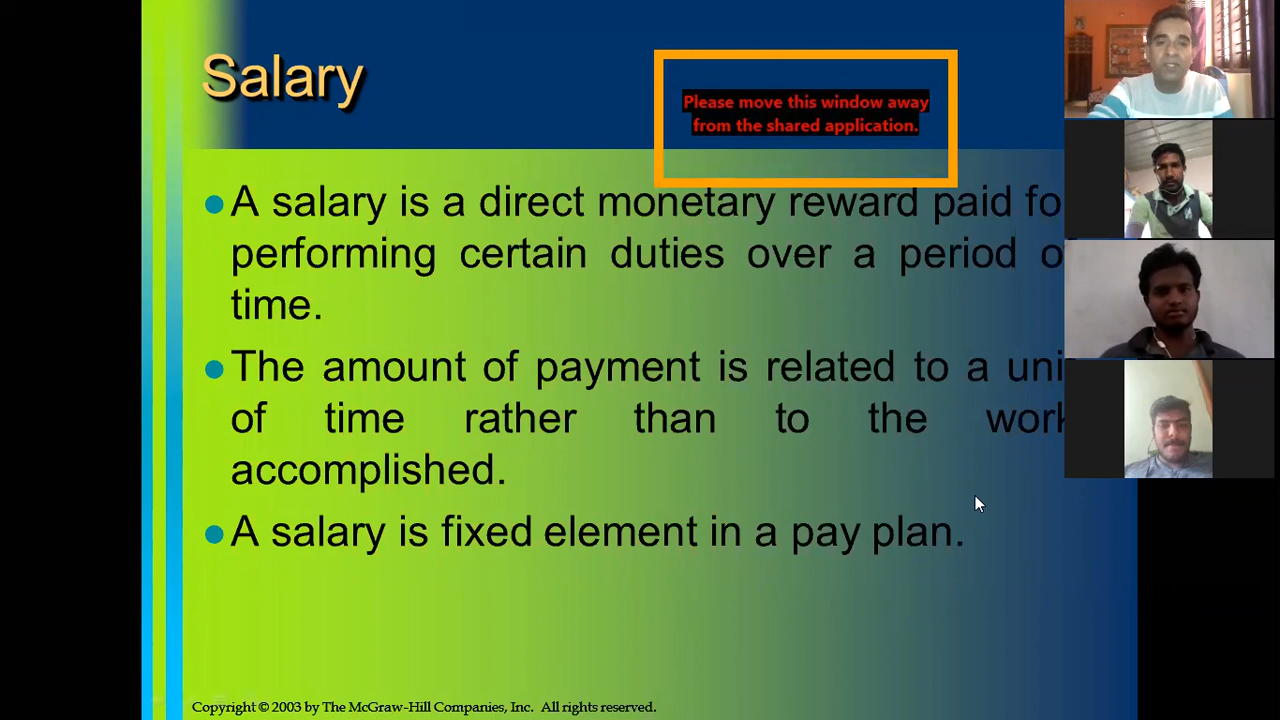 Salary
Please move this window away
from the shared application.
A salary is a direct monetary reward paid fo
performing certain duties over a period o
time.
The amount of payment is related to a uni
of time rather than to the work
accomplished.
A salary is fixed element in a pay plan.
Copyright © 2003 by The McGraw-Hill Companies, Inc. All rights reserved.